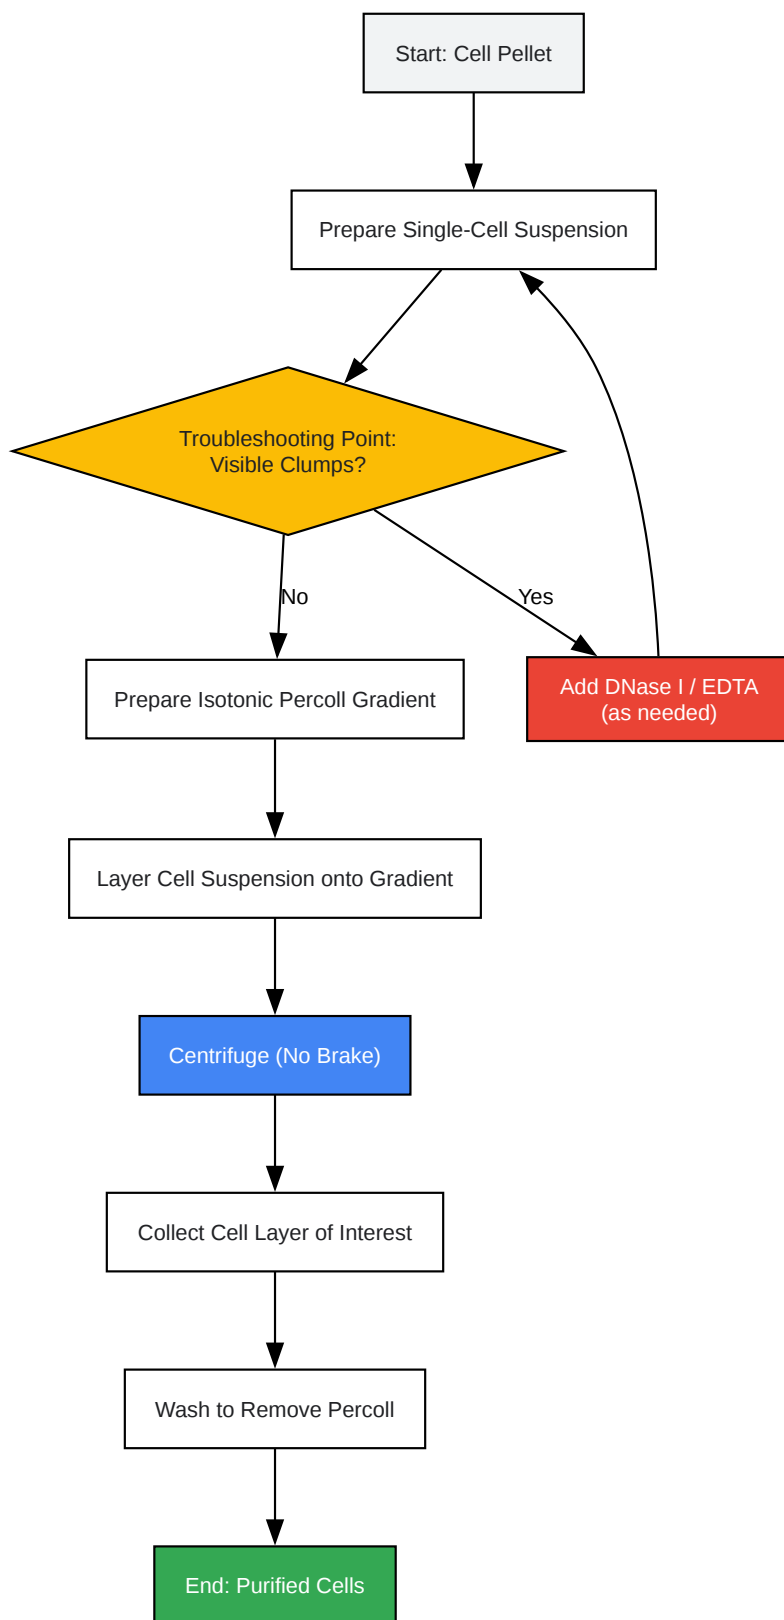 Start: Cell Pellet
Prepare Single-Cell Suspension
Troubleshooting Point:
Visible Clumps?
No
Yes
Prepare Isotonic Percoll Gradient
Add DNase I / EDTA
(as needed)
Layer Cell Suspension onto Gradient
Centrifuge (No Brake)
Collect Cell Layer of Interest
Wash to Remove Percoll
End: Purified Cells